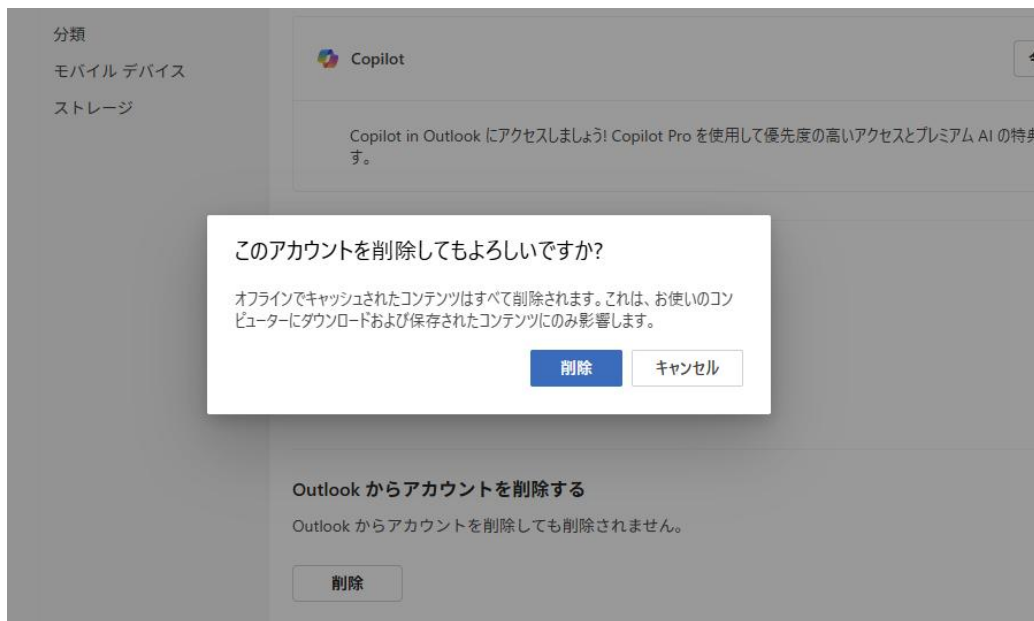 分類
モバイル デバイス
ストレージ
Copilot
Copilot in Outlook にアクセスしましょう! Copilot Pro を使用して優先度の高いアクセスとプレミアム AI の特典
す。
このアカウントを削除してもよろしいですか?
オフラインでキャッシュされたコンテンツはすべて削除されます。これは、お使いのコン
ピューターにダウンロードおよび保存されたコンテンツにのみ影響します。
削除
キャンセル
Outlook からアカウントを削除する
Outlook からアカウントを削除しても削除されません。
削除